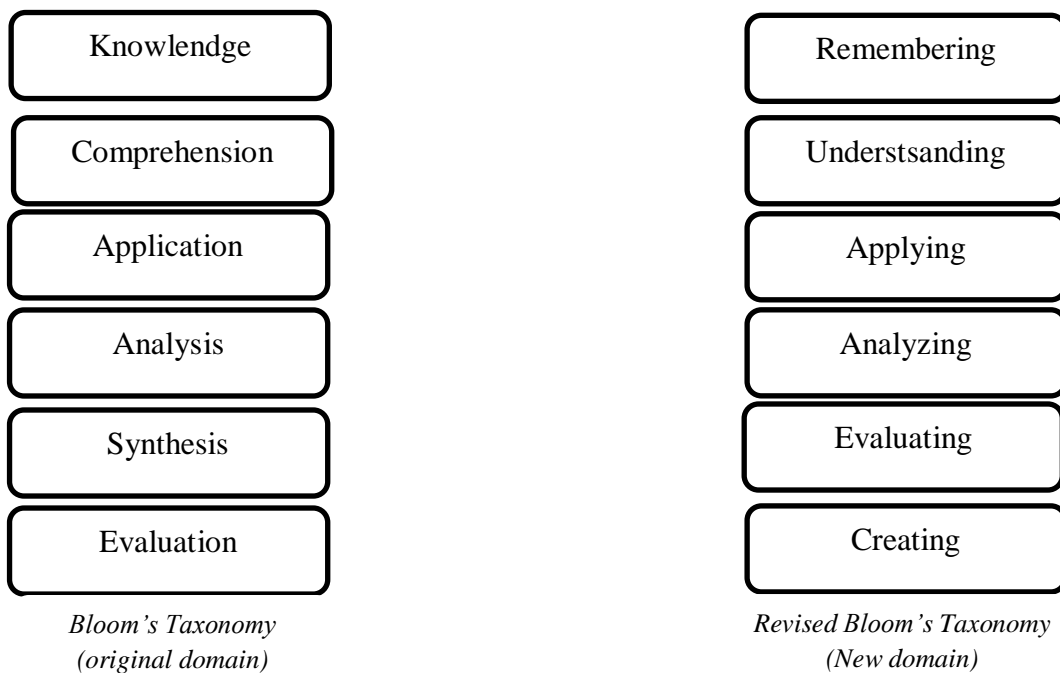 Knowlendge
Comprehension
Application
Analysis
Synthesis
Evaluation
Bloom’s Taxonomy
(original domain)
Remembering
Understsanding
Applying
Analyzing
Evaluating
Creating
Revised Bloom’s Taxonomy
(New domain)